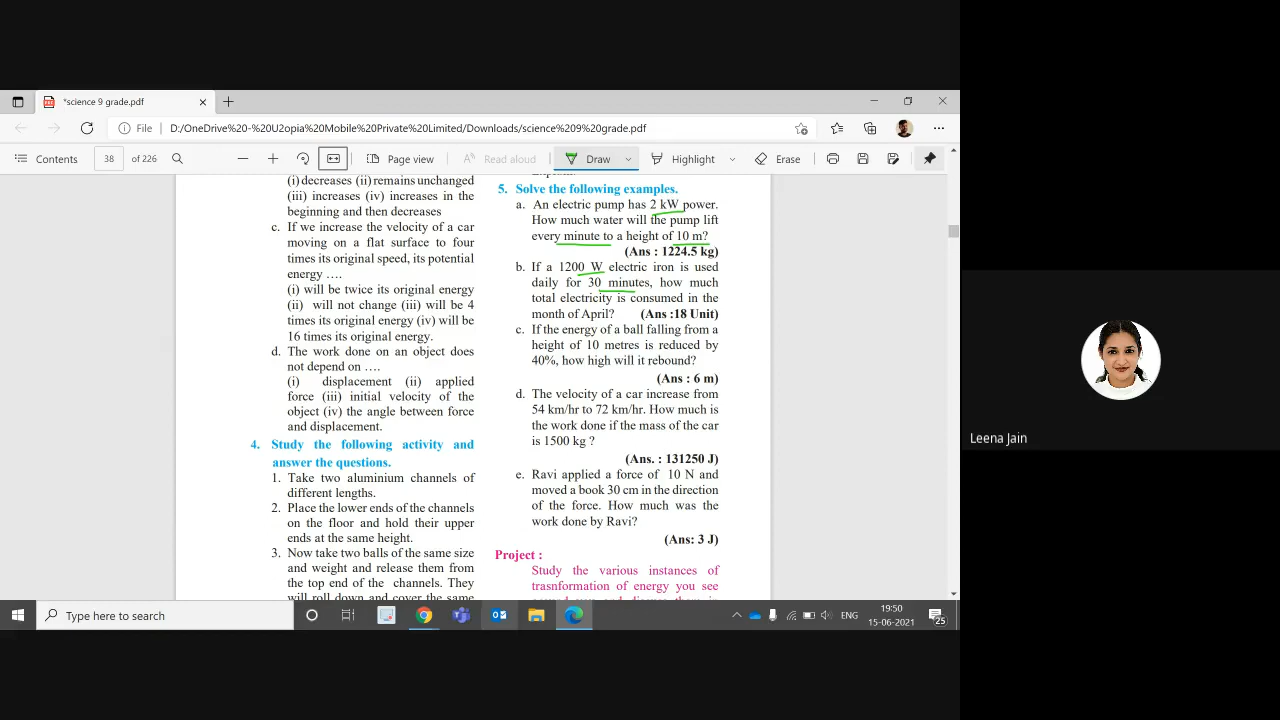 *science 9 grade.pdf
File
D:/OneDrive%20-%20U2opia%20Mobile%20Private%20Limited/Downloads/science%209%20grade.pdf
Contents
38
of 226
Page view
Read aloud
Draw
Highlight
Erase
(i) decreases (ii) remains unchanged
(iii) increases (iv) increases in the
beginning and then decreases
c. If we increase the velocity of a car
moving on a flat surface to four
times its original speed, its potential
energy ….
(i) will be twice its original energy
(ii) will not change (iii) will be 4
times its original energy (iv) will be
16 times its original energy.
d. The work done on an object does
not depend on ….
(i) displacement (ii) applied
force (iii) initial velocity of the
object (iv) the angle between force
and displacement.
4. Study the following activity and
answer the questions.
1. Take two aluminium channels of
different lengths.
2. Place the lower ends of the channels
on the floor and hold their upper
ends at the same height.
3. Now take two balls of the same size
and weight and release them from
the top end of the channels. They
will roll down and cover the same
5. Solve the following examples.
a. An electric pump has 2 kW power.
How much water will the pump lift
every minute to a height of 10 m?
(Ans : 1224.5 kg)
b. If a 1200 W electric iron is used
daily for 30 minutes, how much
total electricity is consumed in the
month of April? (Ans :18 Unit)
c. If the energy of a ball falling from a
height of 10 metres is reduced by
40%, how high will it rebound?
(Ans : 6 m)
d. The velocity of a car increase from
54 km/hr to 72 km/hr. How much is
the work done if the mass of the car
is 1500 kg ?
(Ans. : 131250 J)
e. Ravi applied a force of 10 N and
moved a book 30 cm in the direction
of the force. How much was the
work done by Ravi?
(Ans: 3 J)
Project :
Study the various instances of
trasnformation of energy you see
Leena Jain
Type here to search
ENG
19:50
15-06-2021
25